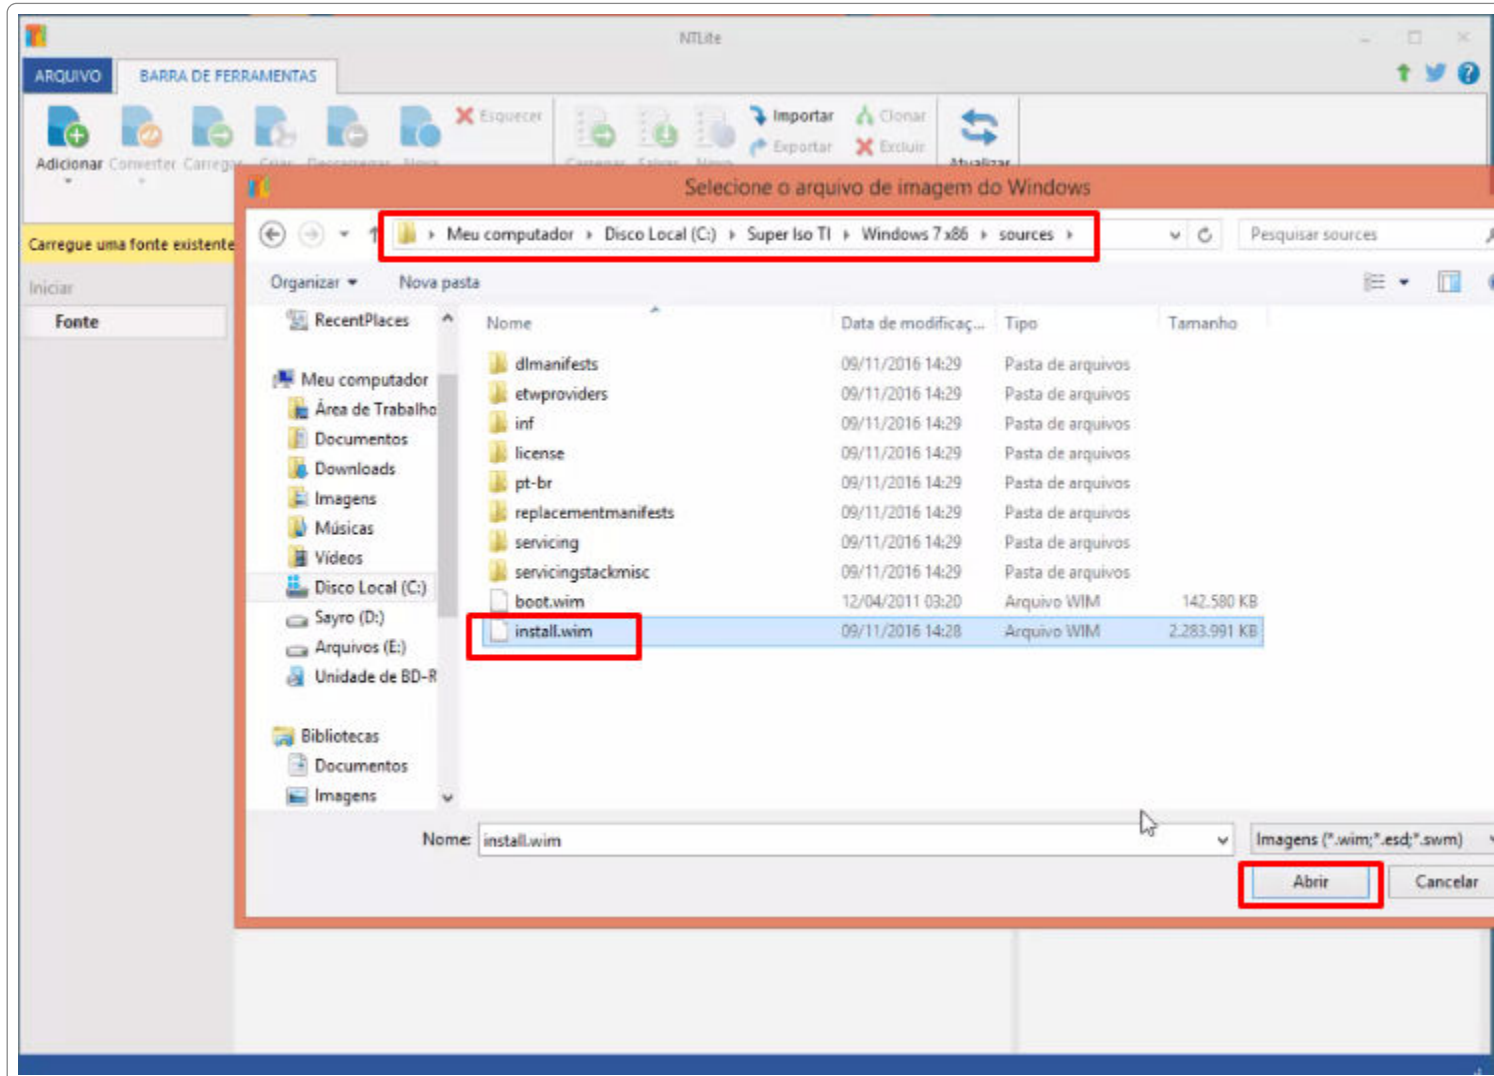 NTLite
ARQUIVO BARRA DE FERRAMENTAS
Esquecer Importar Clonar
Exportar Excluir
Adicionar Converter Carregar Criar Descarregar Nova Carregar Salvar Novo Atualizar
Selecione o arquivo de imagem do Windows
Carregue uma fonte existente
Meu computador Disco Local (C:) Super Iso TI Windows 7 x86 sources
Pesquisar sources
Organizar Nova pasta
Iniciar
Fonte
RecentPlaces
Meu computador
Área de Trabalho
Documentos
Downloads
Imagens
Músicas
Vídeos
Disco Local (C:)
Sayro (D:)
Arquivos (E:)
Unidade de BD-R
Bibliotecas
Documentos
Imagens
Nome Data de modificaç... Tipo Tamanho
dlmanifests 09/11/2016 14:29 Pasta de arquivos
etwproviders 09/11/2016 14:29 Pasta de arquivos
inf 09/11/2016 14:29 Pasta de arquivos
license 09/11/2016 14:29 Pasta de arquivos
pt-br 09/11/2016 14:29 Pasta de arquivos
replacementmanifests 09/11/2016 14:29 Pasta de arquivos
servicing 09/11/2016 14:29 Pasta de arquivos
servicingstackmisc 09/11/2016 14:29 Pasta de arquivos
boot.wim 12/04/2011 03:20 Arquivo WIM 142.580 KB
install.wim 09/11/2016 14:28 Arquivo WIM 2.283.991 KB
Nome: install.wim Imagens (*.wim;*.esd;*.swm)
Abrir Cancelar